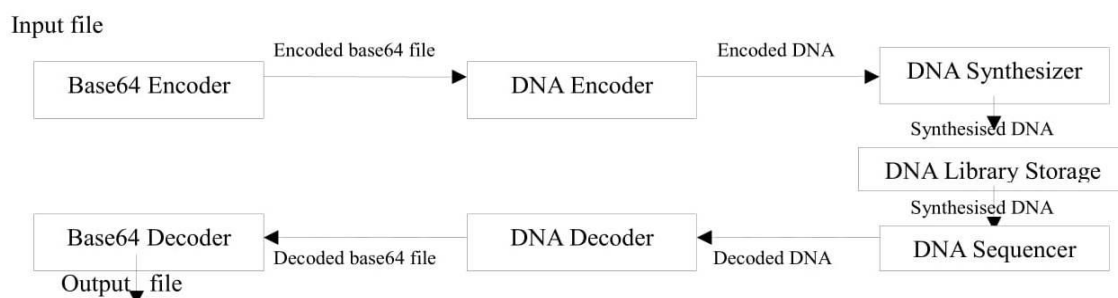 Input file
Encoded base64 file
Encoded DNA
Base64 Encoder
DNA Encoder
DNA Synthesizer
Synthesised DNA
DNA Library Storage
Synthesised DNA
Base64 Decoder
DNA Decoder
DNA Sequencer
Decoded base64 file
Decoded DNA
Output file